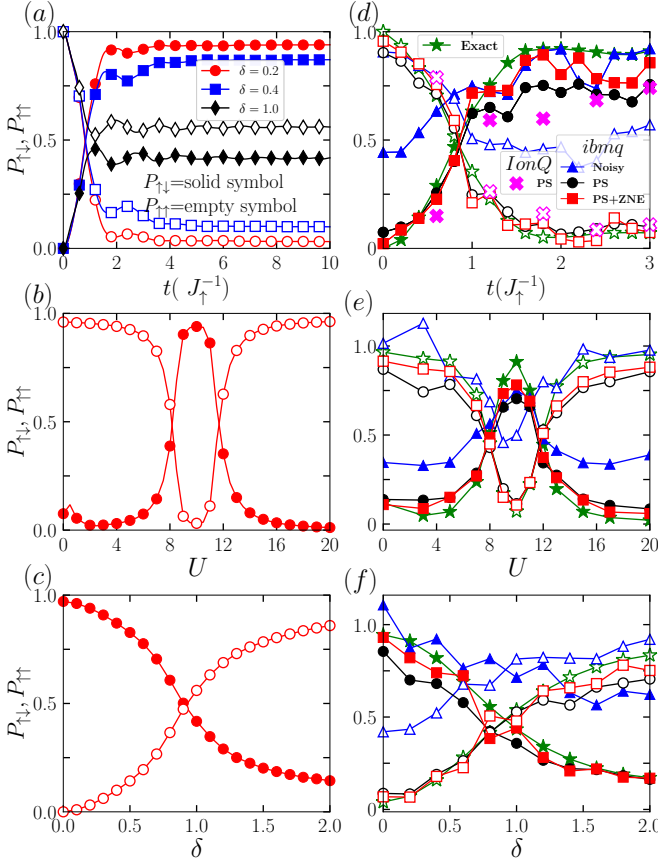 (a)
1.0
0.5
0.0
P↑↓, P↑↑
δ = 0.2
δ = 0.4
δ = 1.0
P↑↓=solid symbol
P↑↑=empty symbol
0 2 4 6 8 10
t( J↑⁻¹)
(d)
1.0
0.5
0.0
Exact
IonQ
PS
ibmq
Noisy
PS
PS+ZNE
0 1 2 3
t(J↑⁻¹)
(b)
1.0
0.5
0.0
P↑↓, P↑↑
0 4 8 12 16 20
U
(e)
1.0
0.5
0
0 4 8 12 16 20
U
(c)
1.0
0.5
0.0
P↑↓, P↑↑
0.0 0.5 1.0 1.5 2.0
δ
(f)
1.0
0.5
0
0.0 0.5 1.0 1.5 2.0
δ